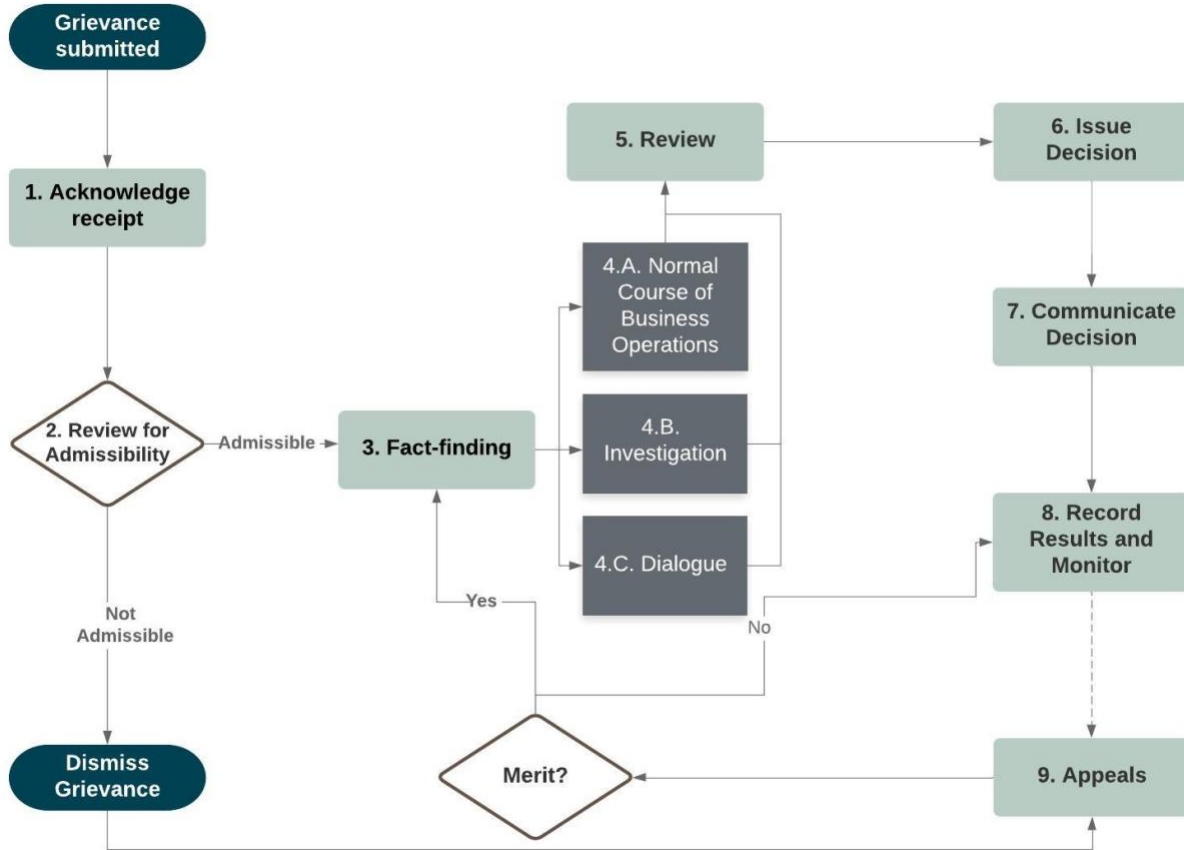 Grievance
submitted
1. Acknowledge
receipt
2. Review for
Admissibility
Admissible
Not
Admissible
Dismiss
Grievance
3. Fact-finding
4.A. Normal
Course of
Business
Operations
4.B.
Investigation
4.C. Dialogue
5. Review
6. Issue
Decision
7. Communicate
Decision
8. Record
Results and
Monitor
9. Appeals
Merit?
Yes
No